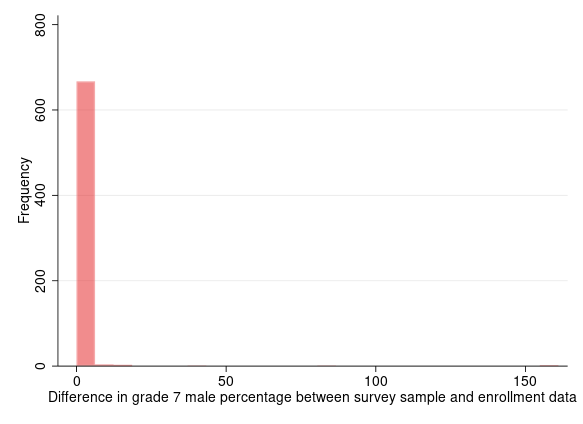 800
600
400
200
0
Frequency
0 50 100 150
Difference in grade 7 male percentage between survey sample and enrollment data